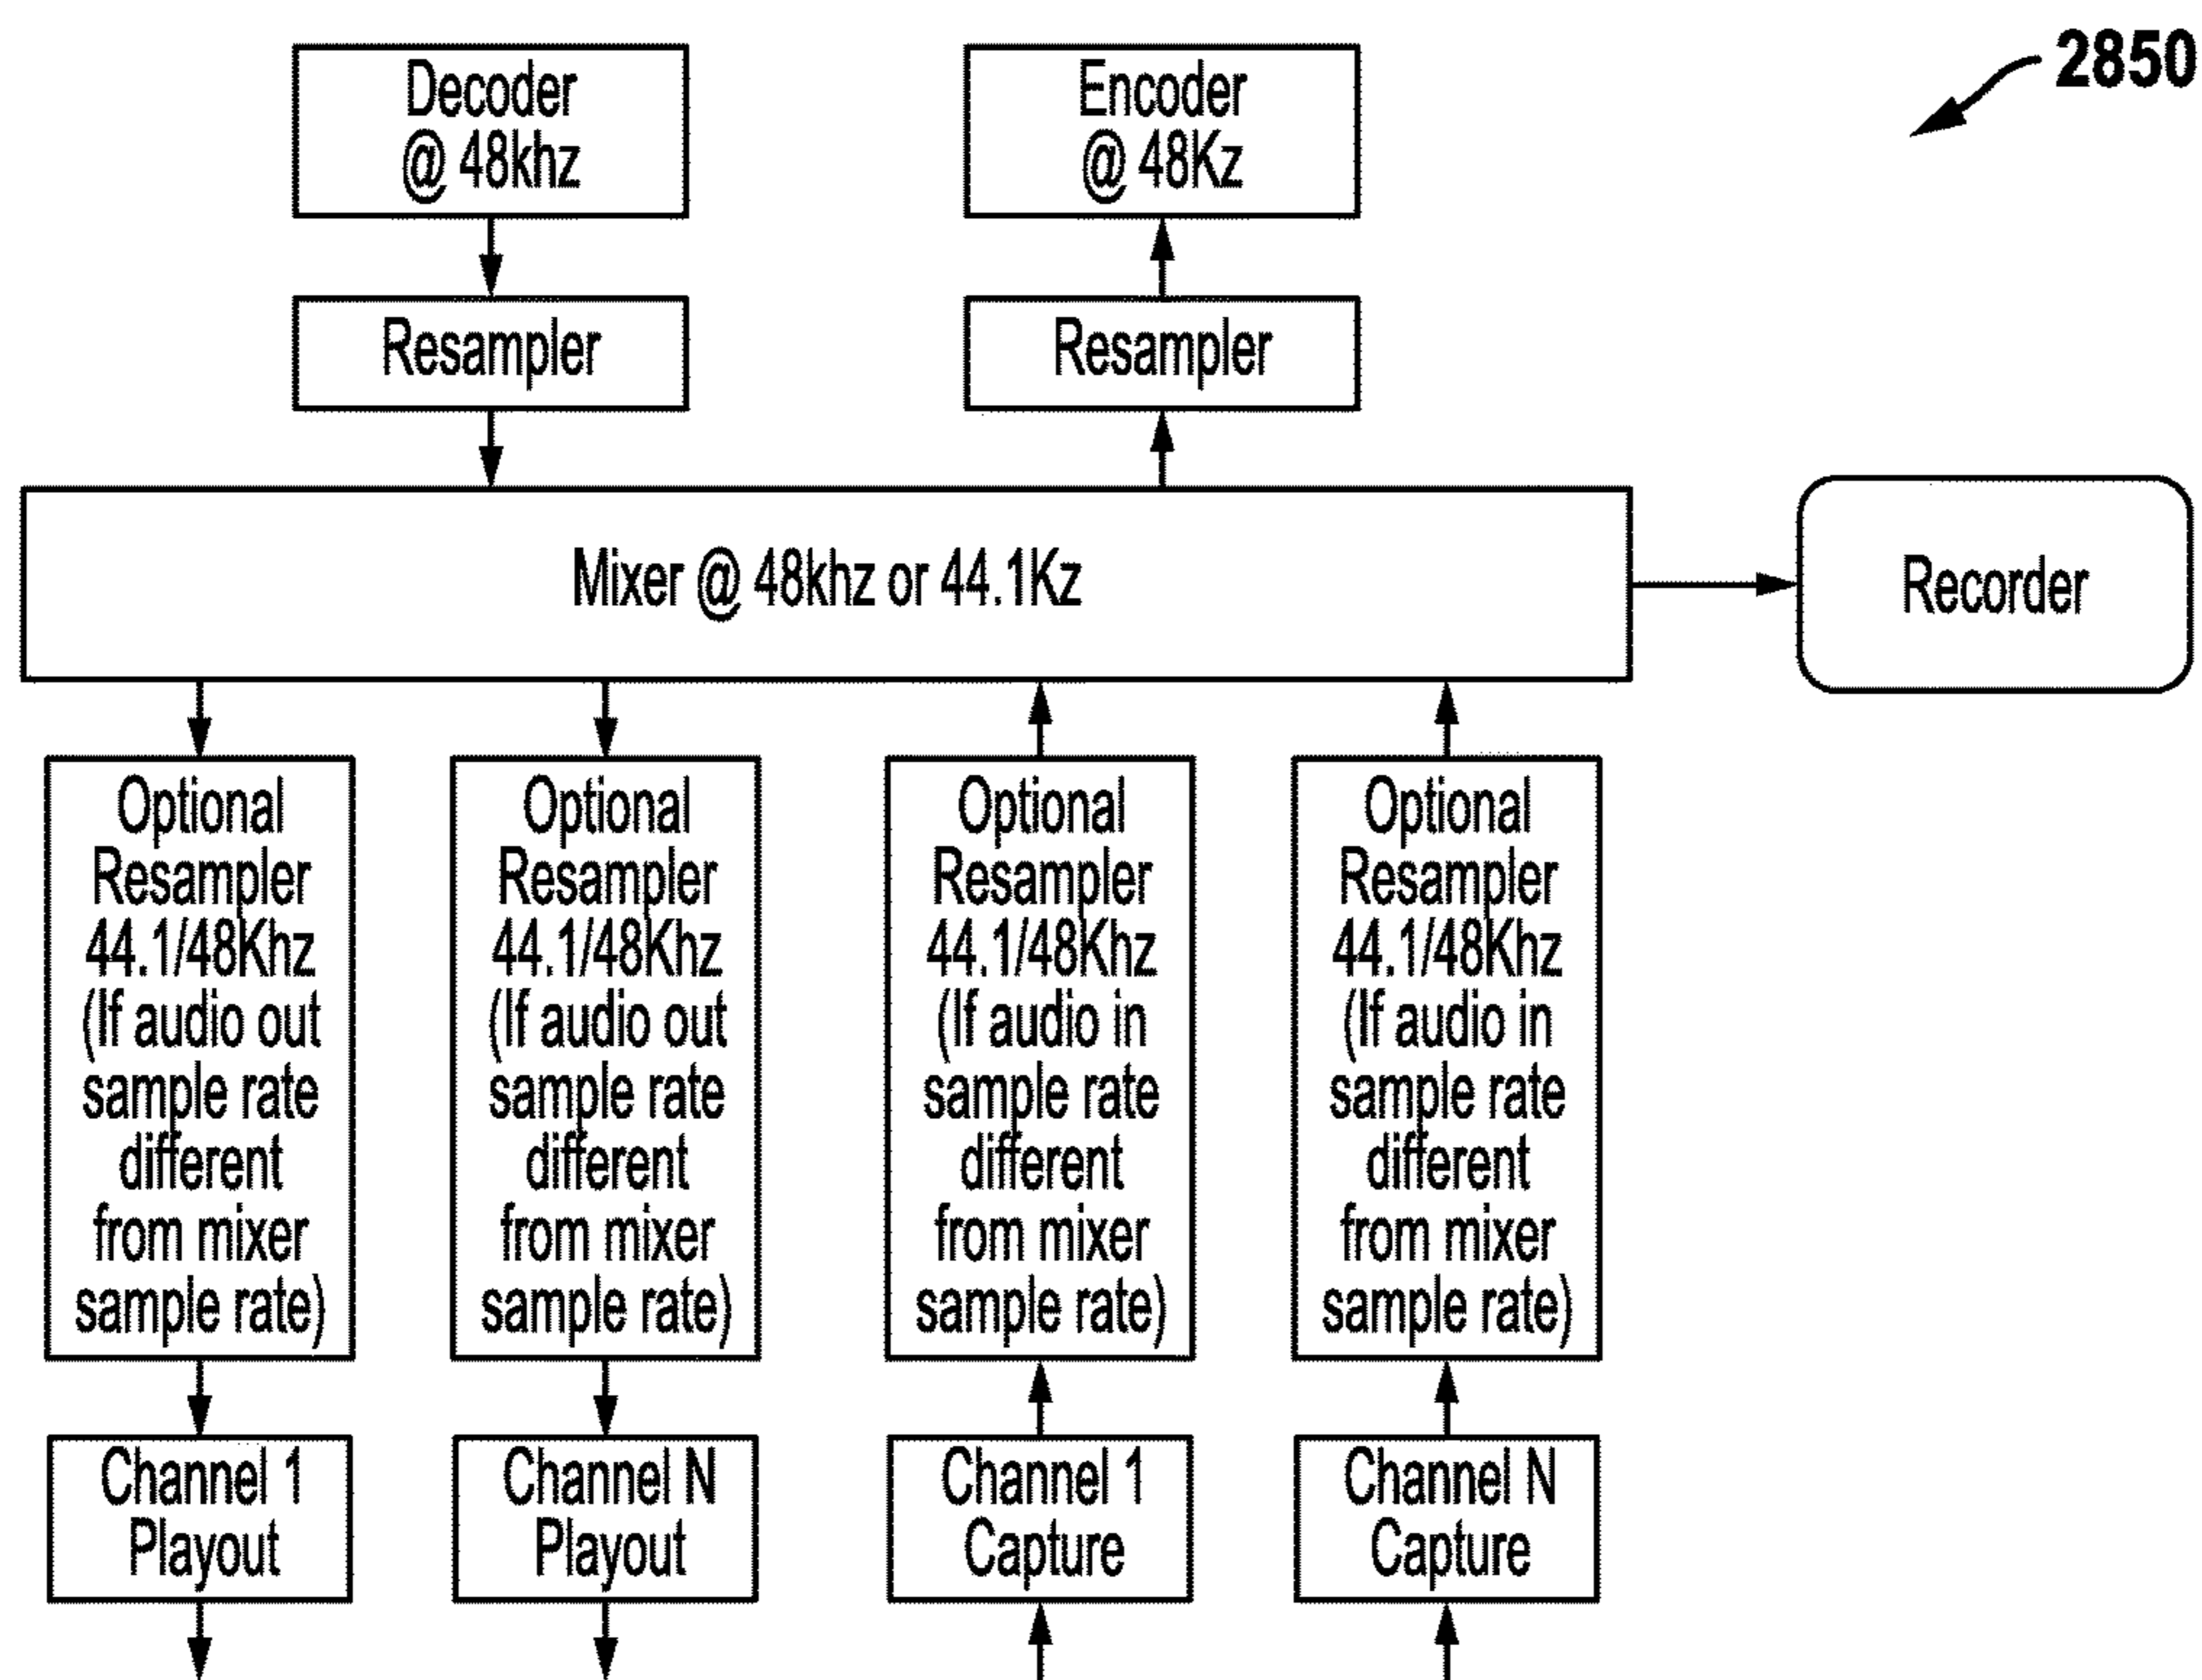 2850
Decoder
@ 48khz
Encoder
@ 48Kz
Resampler
Resampler
Mixer @ 48khz or 44.1Kz
Recorder
Optional
Resampler
44.1/48Khz
(If audio out
sample rate
different
from mixer
sample rate)
Optional
Resampler
44.1/48Khz
(If audio out
sample rate
different
from mixer
sample rate)
Optional
Resampler
44.1/48Khz
(If audio in
sample rate
different
from mixer
sample rate)
Optional
Resampler
44.1/48Khz
(If audio in
sample rate
different
from mixer
sample rate)
Channel 1
Playout
Channel N
Playout
Channel 1
Capture
Channel N
Capture